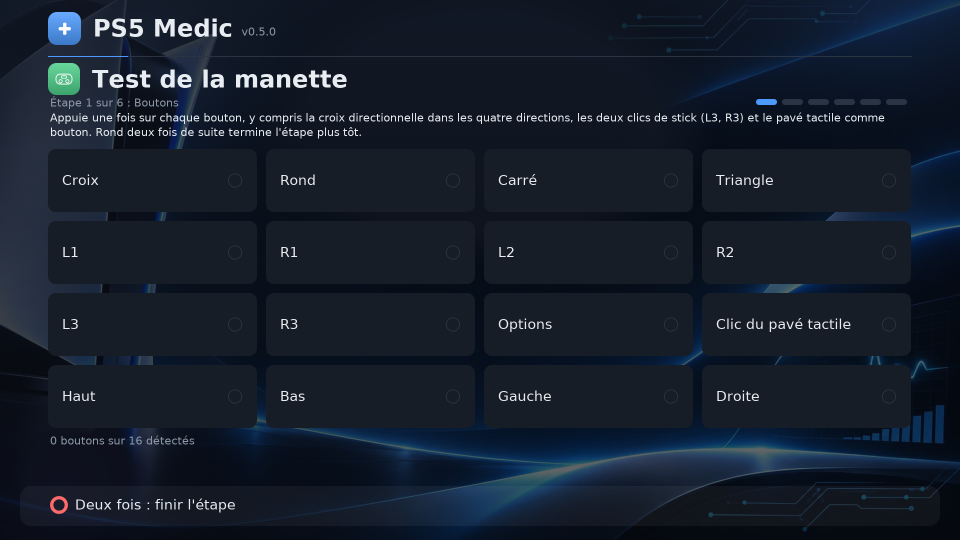 PS5 Medic v0.5.0
Test de la manette
Étape 1 sur 6 : Boutons
Appuie une fois sur chaque bouton, y compris la croix directionnelle dans les quatre directions, les deux clics de stick (L3, R3) et le pavé tactile comme
bouton. Rond deux fois de suite termine l'étape plus tôt.
Croix
Rond
Carré
Triangle
L1
R1
L2
R2
L3
R3
Options
Clic du pavé tactile
Haut
Bas
Gauche
Droite
0 boutons sur 16 détectés
Deux fois : finir l'étape